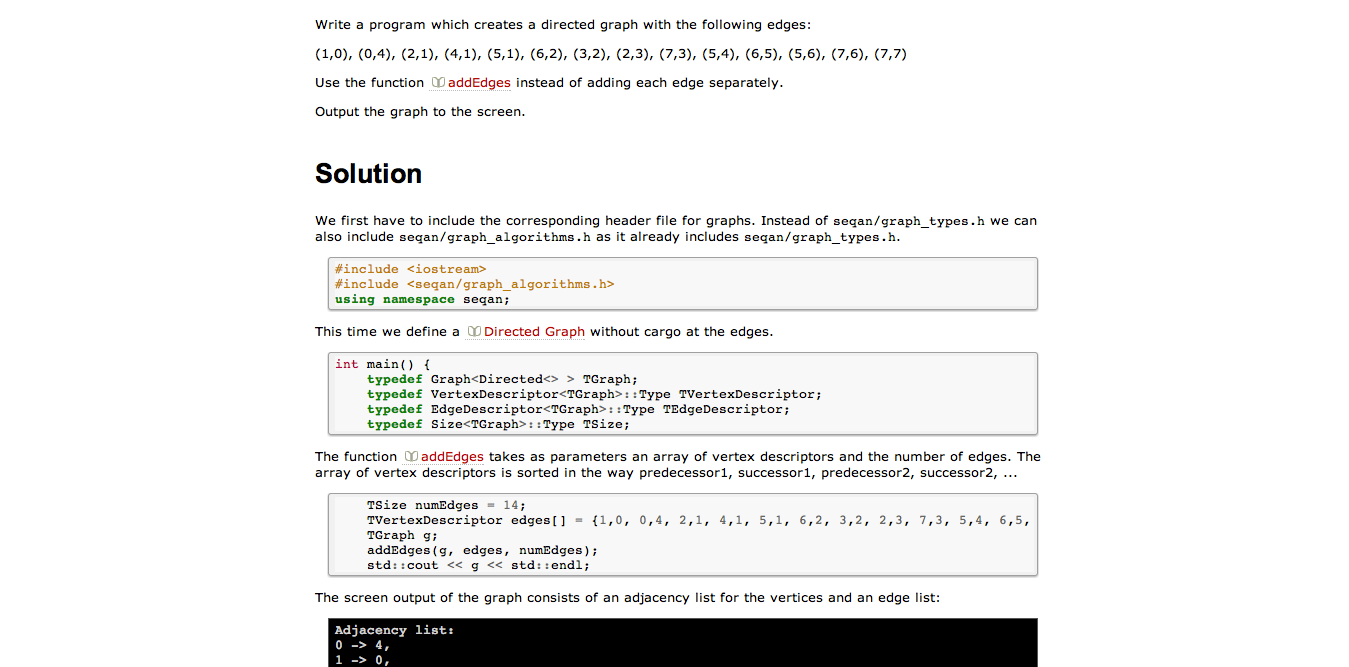 Write a program which creates a directed graph with the following edges:
(1,0), (0,4), (2,1), (4,1), (5,1), (6,2), (3,2), (2,3), (7,3), (5,4), (6,5), (5,6), (7,6), (7,7)
Use the function addEdges instead of adding each edge separately.
Output the graph to the screen.
Solution
We first have to include the corresponding header file for graphs. Instead of seqan/graph_types.h we can
also include seqan/graph_algorithms.h as it already includes seqan/graph_types.h.
#include <iostream>
#include <seqan/graph_algorithms.h>
using namespace seqan;
This time we define a Directed Graph without cargo at the edges.
int main() {
    typedef Graph<Directed<> > TGraph;
    typedef VertexDescriptor<TGraph>::Type TVertexDescriptor;
    typedef EdgeDescriptor<TGraph>::Type TEdgeDescriptor;
    typedef Size<TGraph>::Type TSize;
The function addEdges takes as parameters an array of vertex descriptors and the number of edges. The
array of vertex descriptors is sorted in the way predecessor1, successor1, predecessor2, successor2, ...
    TSize numEdges = 14;
    TVertexDescriptor edges[] = {1,0, 0,4, 2,1, 4,1, 5,1, 6,2, 3,2, 2,3, 7,3, 5,4, 6,5,
    TGraph g;
    addEdges(g, edges, numEdges);
    std::cout << g << std::endl;
The screen output of the graph consists of an adjacency list for the vertices and an edge list:
Adjacency list:
0 -> 4,
1 -> 0,